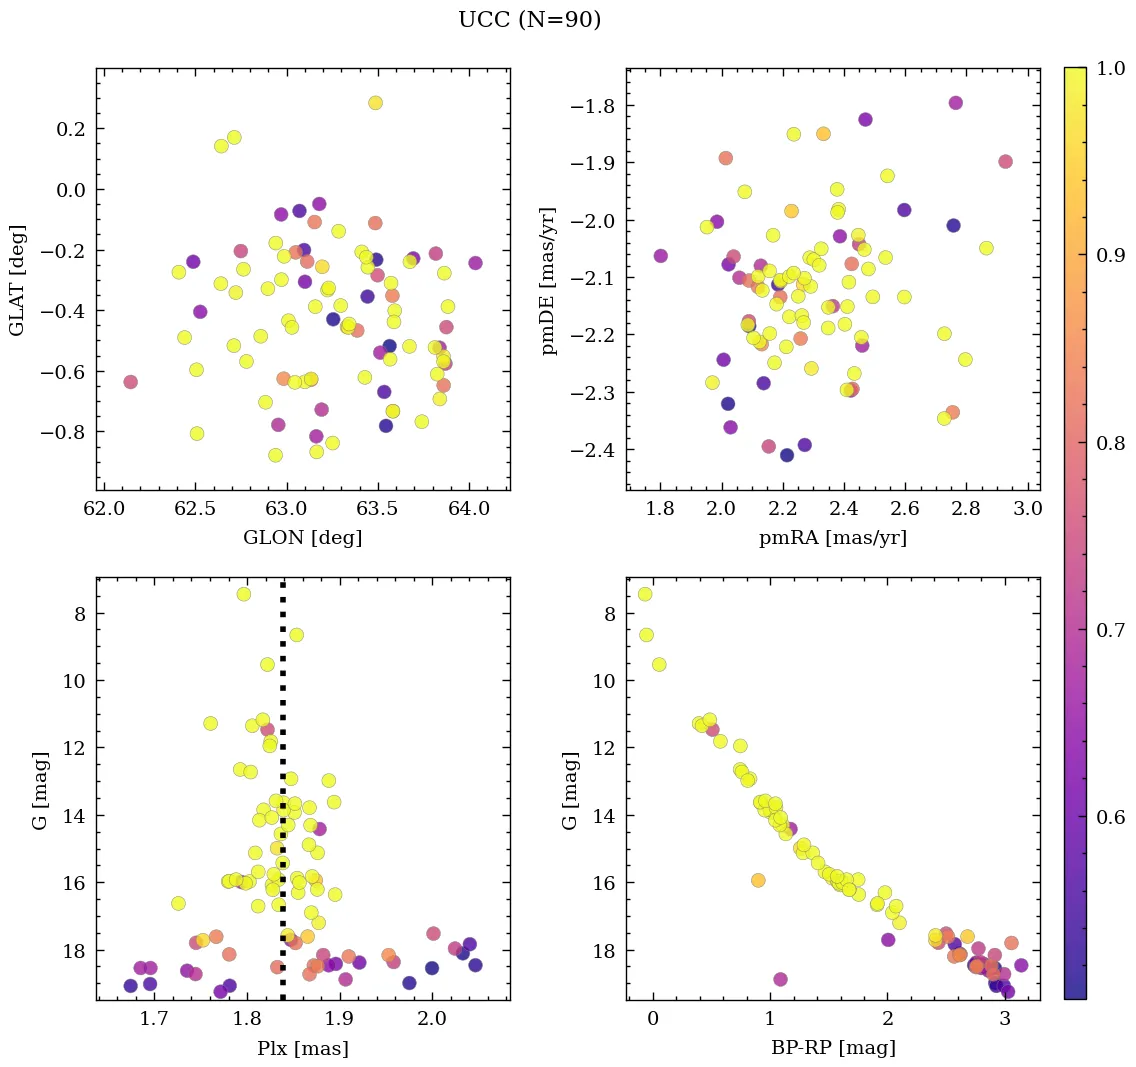 UCC (N=90)
0.2
0.0
−0.2
−0.4
−0.6
−0.8
GLAT [deg]
62.0 62.5 63.0 63.5 64.0
GLON [deg]
−1.8
−1.9
−2.0
−2.1
−2.2
−2.3
−2.4
pmDE [mas/yr]
1.8 2.0 2.2 2.4 2.6 2.8 3.0
pmRA [mas/yr]
1.0
0.9
0.8
0.7
0.6
8
10
12
14
16
18
G [mag]
1.7 1.8 1.9 2.0
Plx [mas]
8
10
12
14
16
18
G [mag]
0 1 2 3
BP-RP [mag]